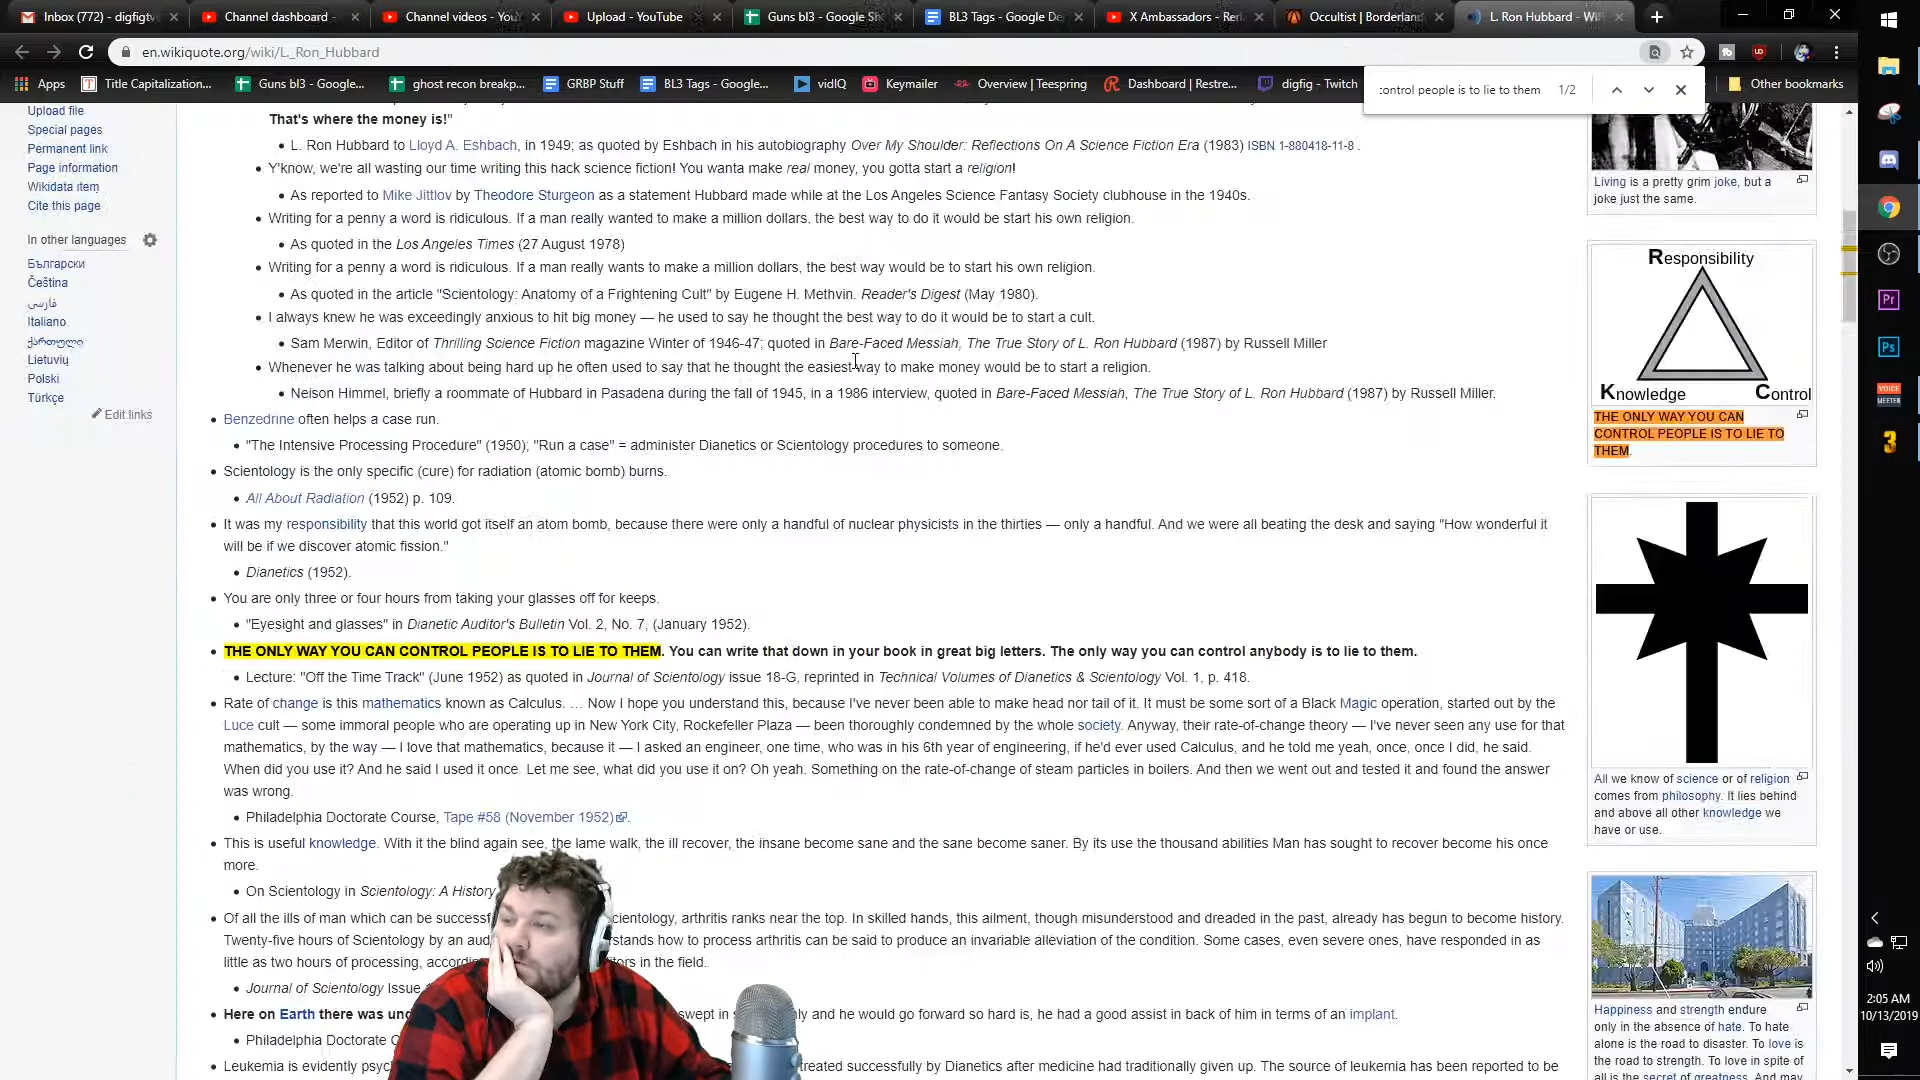 Inbox (772) - digfigtv
Channel dashboard -
Channel videos - You
Upload - YouTube
Guns bl3 - Google Sh
BL3 Tags - Google Do
X Ambassadors - Ren
Occultist | Borderland
L. Ron Hubbard - Wi
en.wikiquote.org/wiki/L_Ron_Hubbard
Apps
Title Capitalization...
Guns bl3 - Google...
ghost recon breakp...
GRBP Stuff
BL3 Tags - Google...
vidIQ
Keymailer
Overview | Teespring
Dashboard | Restre...
digfig - Twitch
Other bookmarks
control people is to lie to them 1/2
Upload file
Special pages
Permanent link
Page information
Wikidata item
Cite this page
In other languages
Български
Čeština
فارسی
Italiano
ქართული
Lietuvių
Polski
Türkçe
Edit links
That's where the money is!"
L. Ron Hubbard to Lloyd A. Eshbach, in 1949; as quoted by Eshbach in his autobiography Over My Shoulder: Reflections On A Science Fiction Era (1983) ISBN 1-880418-11-8 .
Y'know, we're all wasting our time writing this hack science fiction! You wanta make real money, you gotta start a religion!
As reported to Mike Jittlov by Theodore Sturgeon as a statement Hubbard made while at the Los Angeles Science Fantasy Society clubhouse in the 1940s.
Writing for a penny a word is ridiculous. If a man really wanted to make a million dollars, the best way to do it would be start his own religion.
As quoted in the Los Angeles Times (27 August 1978)
Writing for a penny a word is ridiculous. If a man really wants to make a million dollars, the best way would be to start his own religion.
As quoted in the article "Scientology: Anatomy of a Frightening Cult" by Eugene H. Methvin. Reader's Digest (May 1980).
I always knew he was exceedingly anxious to hit big money — he used to say he thought the best way to do it would be to start a cult.
Sam Merwin, Editor of Thrilling Science Fiction magazine Winter of 1946-47; quoted in Bare-Faced Messiah, The True Story of L. Ron Hubbard (1987) by Russell Miller
Whenever he was talking about being hard up he often used to say that he thought the easiest way to make money would be to start a religion.
Neison Himmel, briefly a roommate of Hubbard in Pasadena during the fall of 1945, in a 1986 interview, quoted in Bare-Faced Messiah, The True Story of L. Ron Hubbard (1987) by Russell Miller.
Benzedrine often helps a case run.
"The Intensive Processing Procedure" (1950); "Run a case" = administer Dianetics or Scientology procedures to someone.
Scientology is the only specific (cure) for radiation (atomic bomb) burns.
All About Radiation (1952) p. 109.
It was my responsibility that this world got itself an atom bomb, because there were only a handful of nuclear physicists in the thirties — only a handful. And we were all beating the desk and saying "How wonderful it
will be if we discover atomic fission."
Dianetics (1952).
You are only three or four hours from taking your glasses off for keeps.
"Eyesight and glasses" in Dianetic Auditor's Bulletin Vol. 2, No. 7, (January 1952).
THE ONLY WAY YOU CAN CONTROL PEOPLE IS TO LIE TO THEM. You can write that down in your book in great big letters. The only way you can control anybody is to lie to them.
Lecture: "Off the Time Track" (June 1952) as quoted in Journal of Scientology issue 18-G, reprinted in Technical Volumes of Dianetics & Scientology Vol. 1, p. 418.
Rate of change is this mathematics known as Calculus. … Now I hope you understand this, because I've never been able to make head nor tail of it. It must be some sort of a Black Magic operation, started out by the
Luce cult — some immoral people who are operating up in New York City, Rockefeller Plaza — been thoroughly condemned by the whole society. Anyway, their rate-of-change theory — I've never seen any use for that
mathematics, by the way — I love that mathematics, because it — I asked an engineer, one time, who was in his 6th year of engineering, if he'd ever used Calculus, and he told me yeah, once, once I did, he said.
When did you use it? And he said I used it once. Let me see, what did you use it on? Oh yeah. Something on the rate-of-change of steam particles in boilers. And then we went out and tested it and found the answer
was wrong.
Philadelphia Doctorate Course, Tape #58 (November 1952).
This is useful knowledge. With it the blind again see, the lame walk, the ill recover, the insane become sane and the sane become saner. By its use the thousand abilities Man has sought to recover become his once
more.
On Scientology in Scientology: A History
Of all the ills of man which can be successf cientology, arthritis ranks near the top. In skilled hands, this ailment, though misunderstood and dreaded in the past, already has begun to become history.
Twenty-five hours of Scientology by an aud rstands how to process arthritis can be said to produce an invariable alleviation of the condition. Some cases, even severe ones, have responded in as
little as two hours of processing, accordin tors in the field.
Journal of Scientology Issue
Here on Earth there was und swept in s ly and he would go forward so hard is, he had a good assist in back of him in terms of an implant.
Philadelphia Doctorate C
Leukemia is evidently psyc treated successfully by Dianetics after medicine had traditionally given up. The source of leukemia has been reported to be
Living is a pretty grim joke, but a
joke just the same.
Responsibility
Knowledge Control
THE ONLY WAY YOU CAN
CONTROL PEOPLE IS TO LIE TO
THEM.
All we know of science or of religion
comes from philosophy. It lies behind
and above all other knowledge we
have or use.
Happiness and strength endure
only in the absence of hate. To hate
alone is the road to disaster. To love is
the road to strength. To love in spite of
all is the secret of greatness. And may
Pr
Ps
VOICE
MEETER
3
2:05 AM
10/13/2019